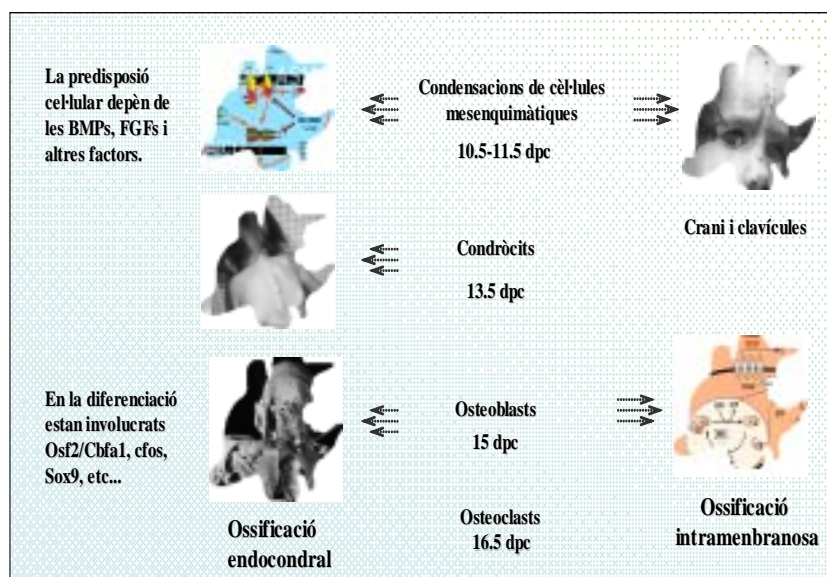 La predisposició
cel·lular depèn de
les BMPs, FGFs i
altres factors.
Condensacions de cèl·lules
mesenquimàtiques
10.5-11.5 dpc
Crani i clavícules
Condròcits
13.5 dpc
En la diferenciació
estan involucrats
Osf2/Cbfa1, cfos,
Sox9, etc...
Osteoblasts
15 dpc
Ossificació
endocondral
Osteoclasts
16.5 dpc
Ossificació
intramenbranosa